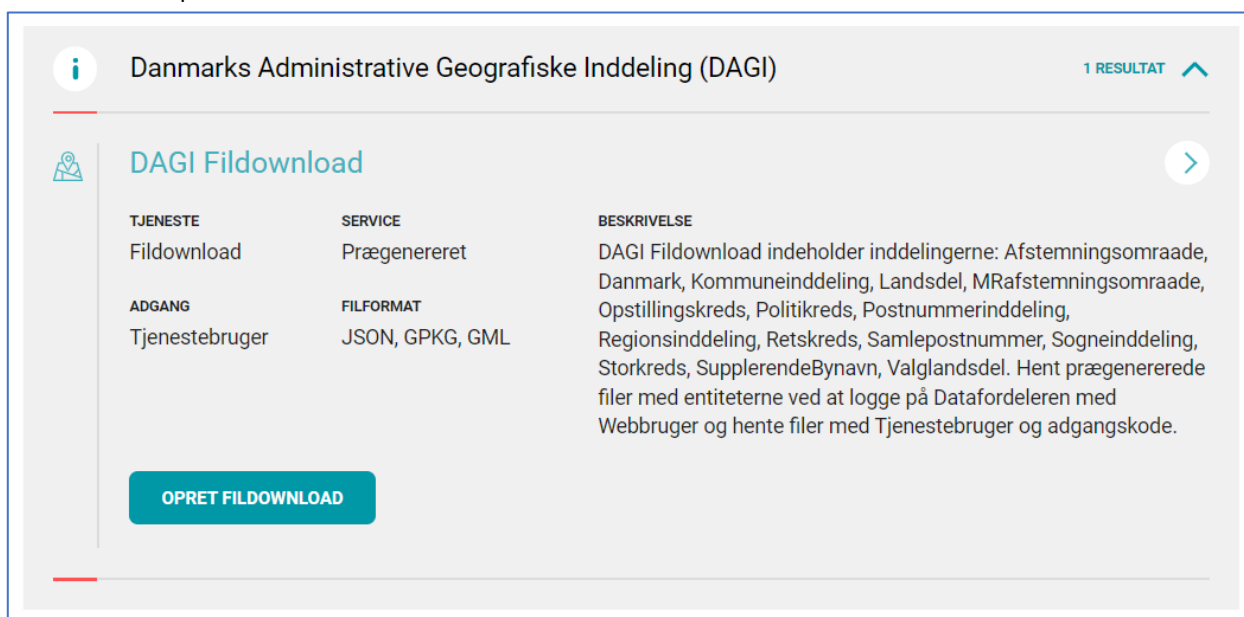 Danmarks Administrative Geografiske Inddeling (DAGI)
1 RESULTAT
DAGI Fildownload
TJENESTE
Fildownload
SERVICE
Prægenereret
ADGANG
Tjenestebruger
FILFORMAT
JSON, GPKG, GML
BESKRIVELSE
DAGI Fildownload indeholder inddelingerne: Afstemningsomraade,
Danmark, Kommuneinddeling, Landsdel, MRafstemningsomraade,
Opstillingskreds, Politikreds, Postnummerinddeling,
Regionsinddeling, Retskreds, Samlepostnummer, Sogneinddeling,
Storkreds, SupplerendeBynavn, Valglandsdel. Hent prægenererede
filer med entiteterne ved at logge på Datafordeleren med
Webbruger og hente filer med Tjenestebruger og adgangskode.
OPRET FILDOWNLOAD